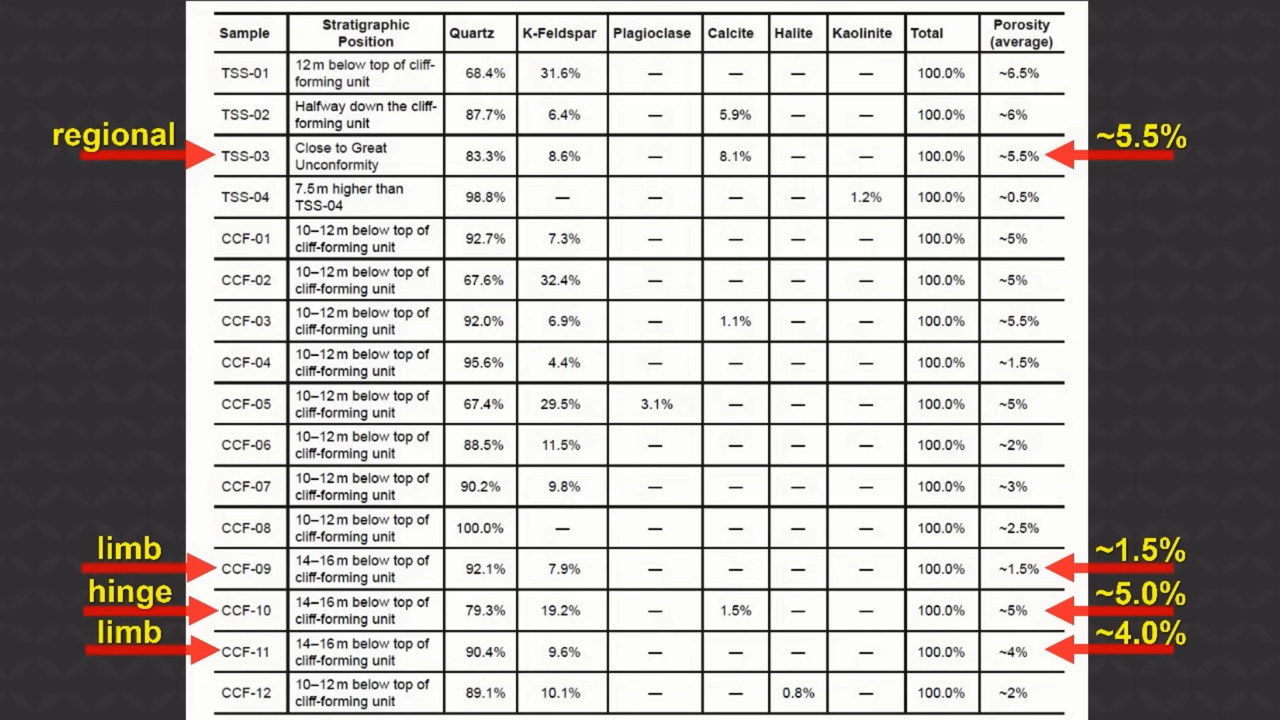 Sample Stratigraphic Position Quartz K-Feldspar Plagioclase Calcite Halite Kaolinite Total Porosity (average)
TSS-01 12 m below top of cliff-forming unit 68.4% 31.6% — — — — 100.0% ~6.5%
TSS-02 Halfway down the cliff-forming unit 87.7% 6.4% — 5.9% — — 100.0% ~6%
regional TSS-03 Close to Great Unconformity 83.3% 8.6% — 8.1% — — 100.0% ~5.5% ~5.5%
TSS-04 7.5 m higher than TSS-04 98.8% — — — — 1.2% 100.0% ~0.5%
CCF-01 10–12 m below top of cliff-forming unit 92.7% 7.3% — — — — 100.0% ~5%
CCF-02 10–12 m below top of cliff-forming unit 67.6% 32.4% — — — — 100.0% ~5%
CCF-03 10–12 m below top of cliff-forming unit 92.0% 6.9% — 1.1% — — 100.0% ~5.5%
CCF-04 10–12 m below top of cliff-forming unit 95.6% 4.4% — — — — 100.0% ~1.5%
CCF-05 10–12 m below top of cliff-forming unit 67.4% 29.5% 3.1% — — — 100.0% ~5%
CCF-06 10–12 m below top of cliff-forming unit 88.5% 11.5% — — — — 100.0% ~2%
CCF-07 10–12 m below top of cliff-forming unit 90.2% 9.8% — — — — 100.0% ~3%
CCF-08 10–12 m below top of cliff-forming unit 100.0% — — — — — 100.0% ~2.5%
limb CCF-09 14–16 m below top of cliff-forming unit 92.1% 7.9% — — — — 100.0% ~1.5% ~1.5%
hinge CCF-10 14–16 m below top of cliff-forming unit 79.3% 19.2% — 1.5% — — 100.0% ~5% ~5.0%
limb CCF-11 14–16 m below top of cliff-forming unit 90.4% 9.6% — — — — 100.0% ~4% ~4.0%
CCF-12 10–12 m below top of cliff-forming unit 89.1% 10.1% — — 0.8% — 100.0% ~2%